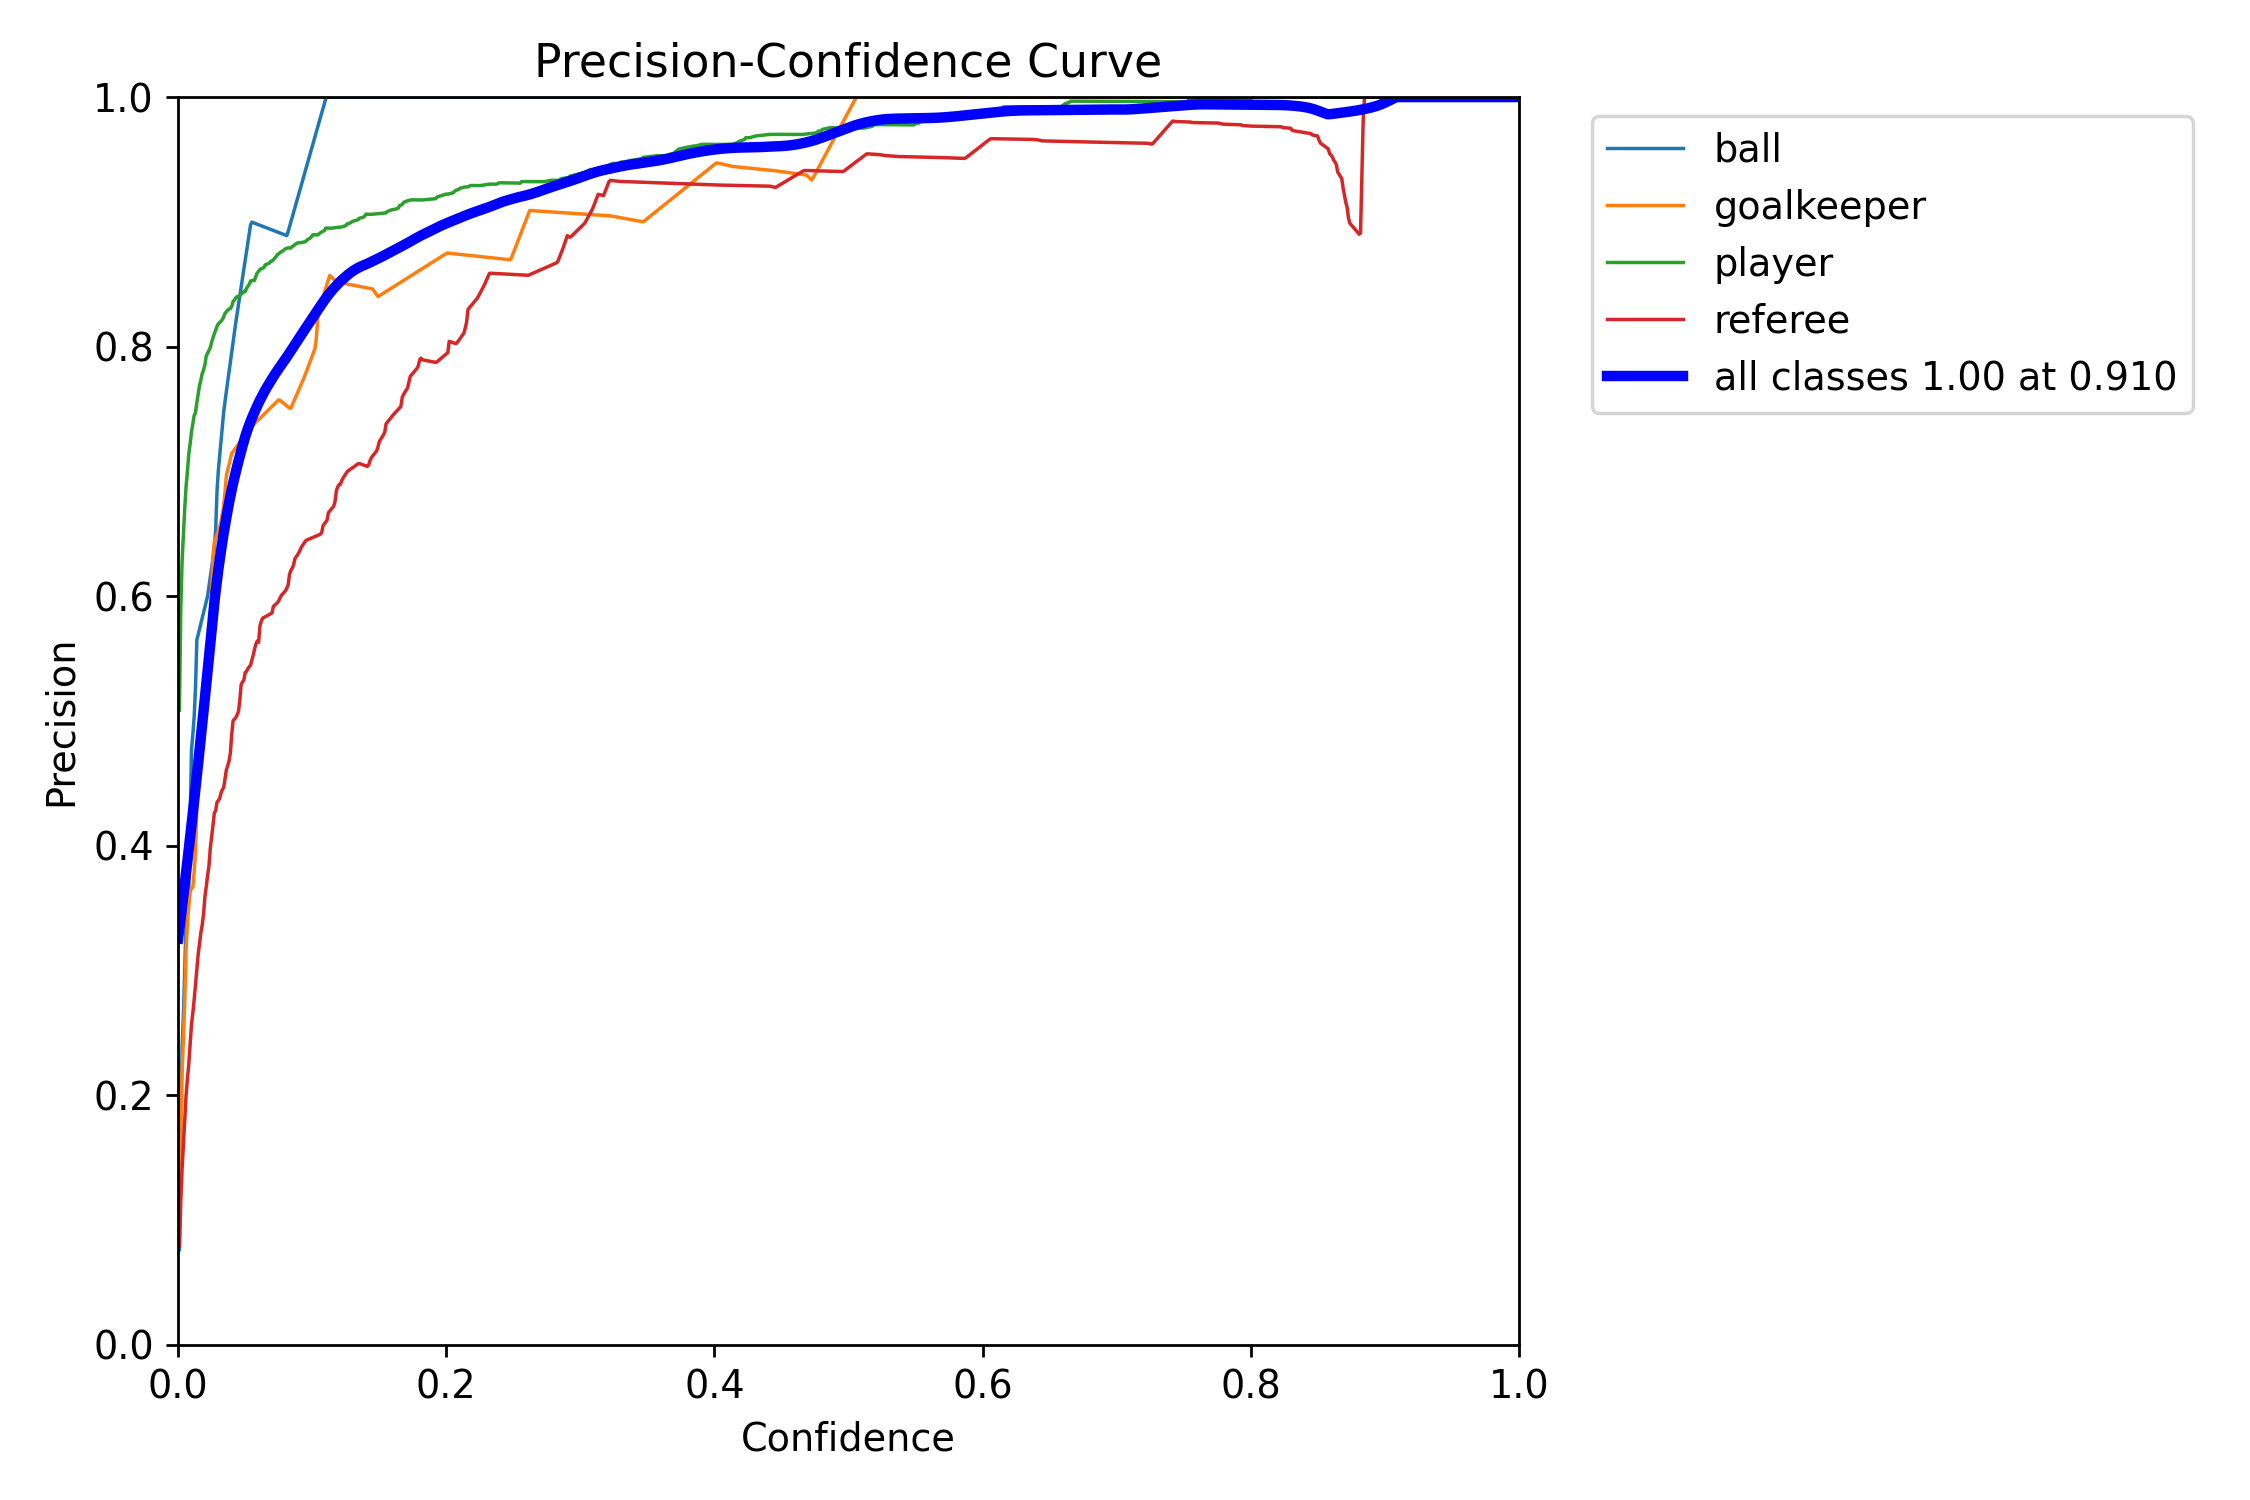 Precision-Confidence Curve
1.0
0.8
0.6
0.4
0.2
0.0
Precision
0.0 0.2 0.4 0.6 0.8 1.0
Confidence
ball
goalkeeper
player
referee
all classes 1.00 at 0.910